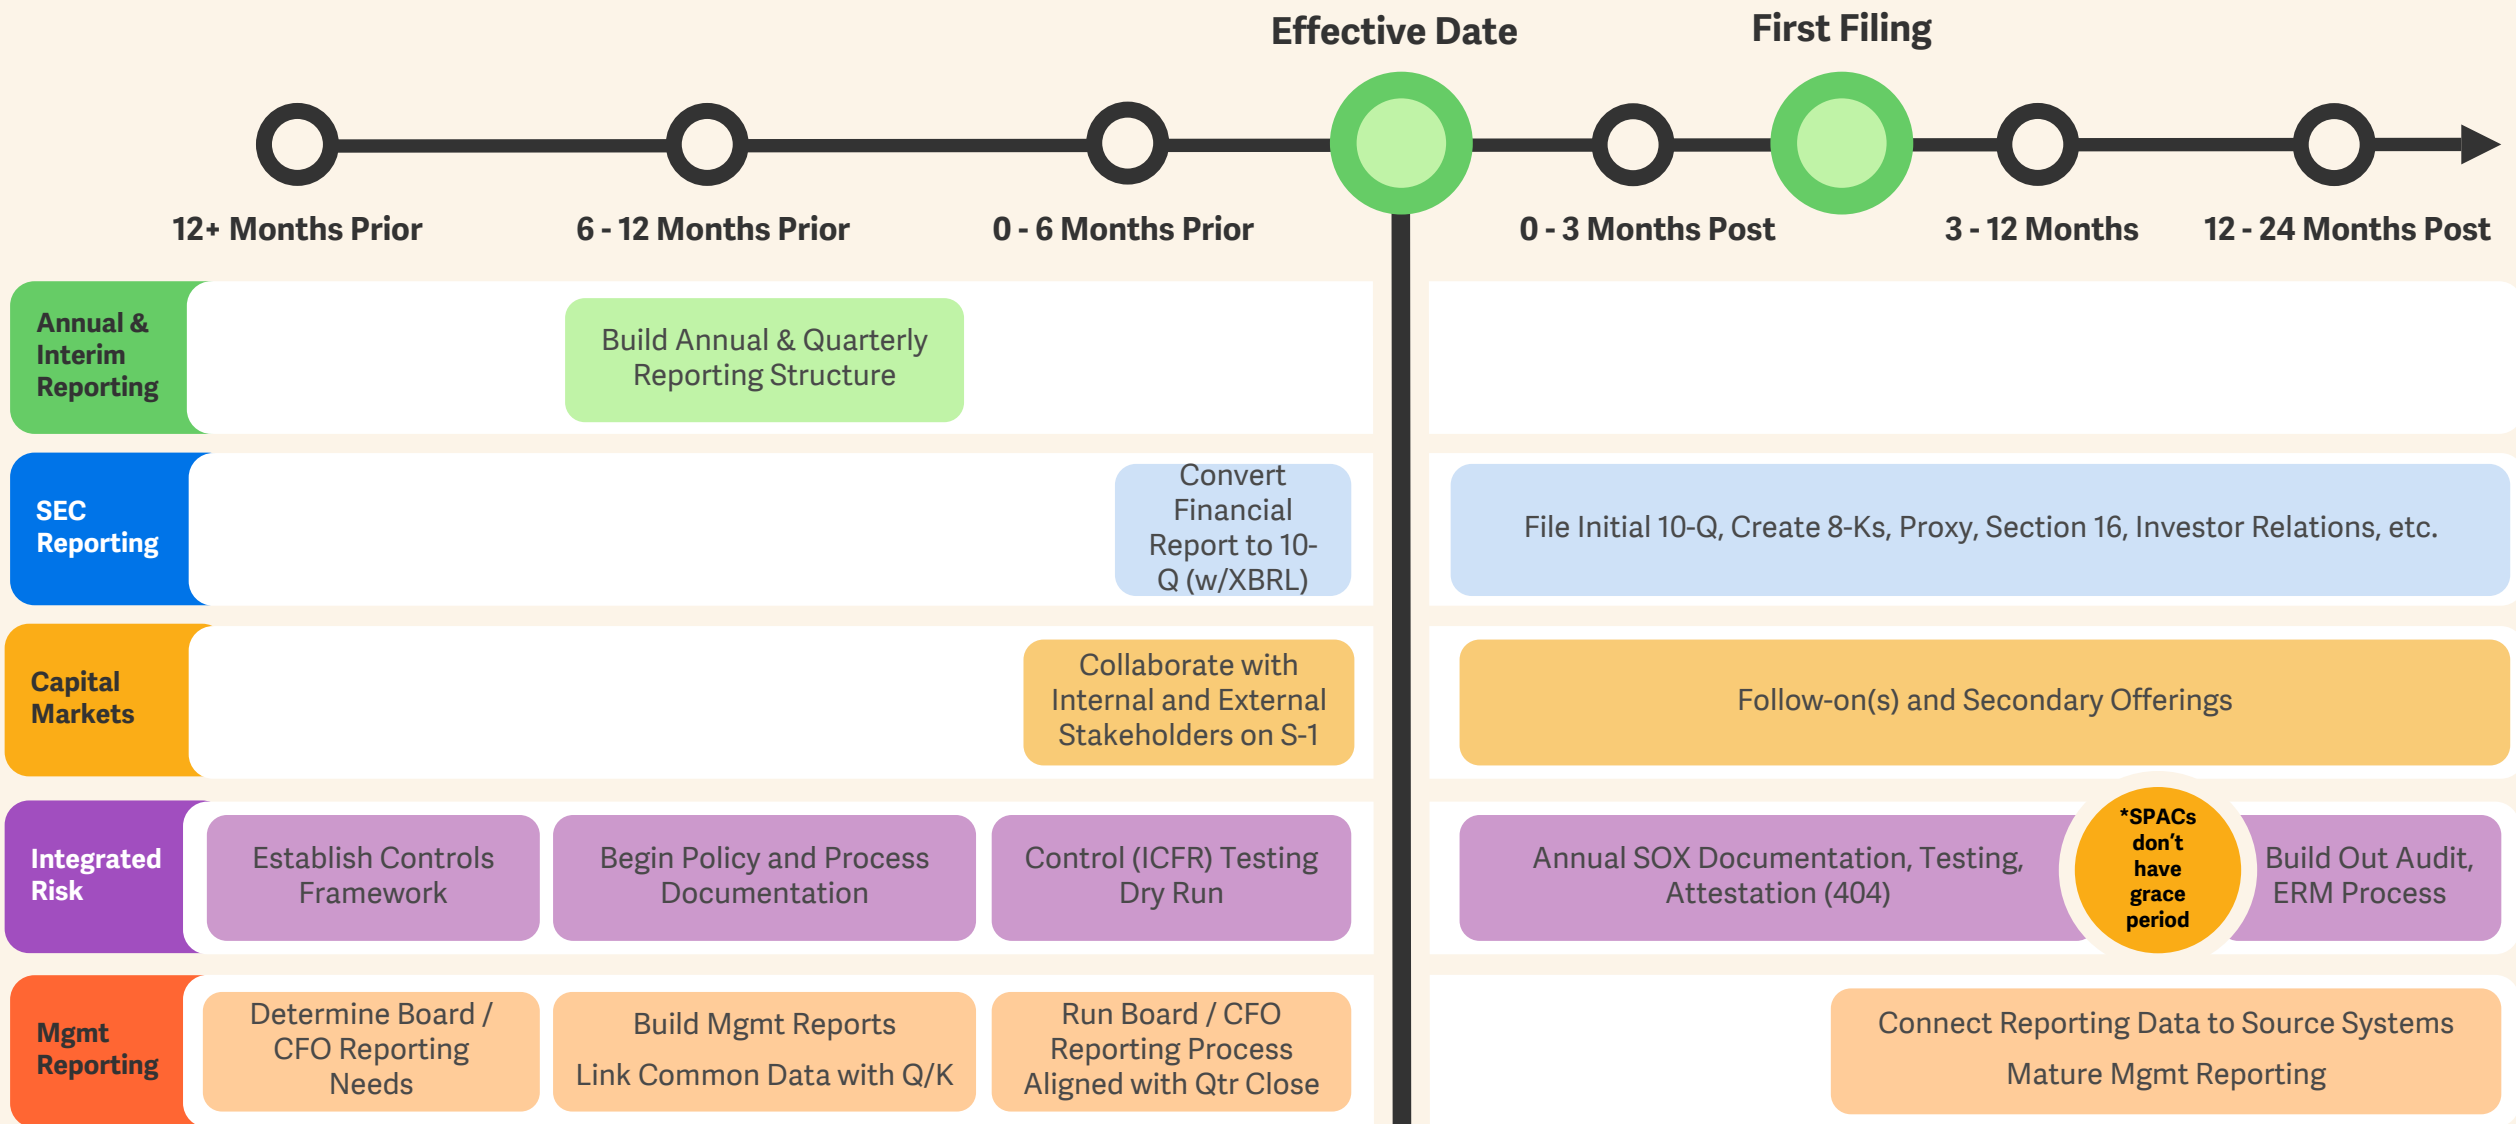 Effective Date
First Filing
12+ Months Prior
6 - 12 Months Prior
0 - 6 Months Prior
0 - 3 Months Post
3 - 12 Months
12 - 24 Months Post
Annual &
Interim
Reporting
Build Annual & Quarterly
Reporting Structure
SEC
Reporting
Convert
Financial
Report to 10-
Q (w/XBRL)
File Initial 10-Q, Create 8-Ks, Proxy, Section 16, Investor Relations, etc.
Capital
Markets
Collaborate with
Internal and External
Stakeholders on S-1
Follow-on(s) and Secondary Offerings
Integrated
Risk
Establish Controls
Framework
Begin Policy and Process
Documentation
Control (ICFR) Testing
Dry Run
Annual SOX Documentation, Testing,
Attestation (404)
*SPACs
don't
have
grace
period
Build Out Audit,
ERM Process
Mgmt
Reporting
Determine Board /
CFO Reporting
Needs
Build Mgmt Reports
Link Common Data with Q/K
Run Board / CFO
Reporting Process
Aligned with Qtr Close
Connect Reporting Data to Source Systems
Mature Mgmt Reporting